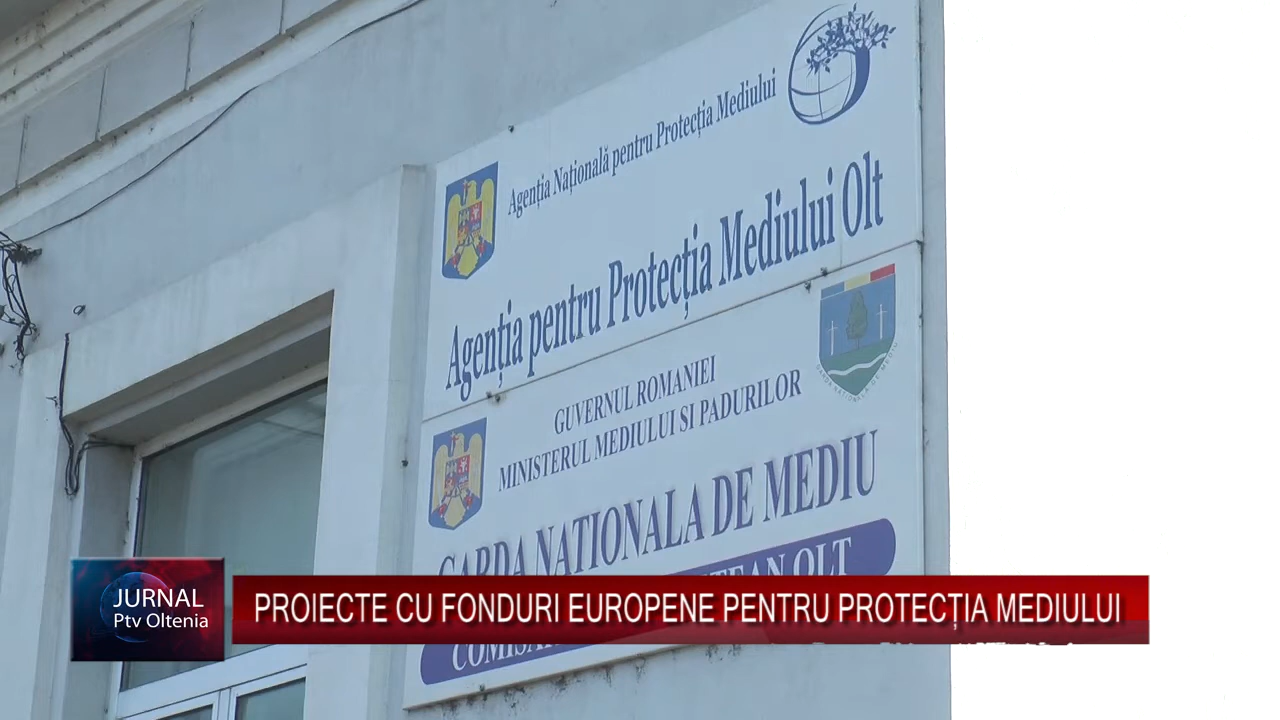 Agenția Națională pentru Protecția Mediului
Agenția pentru Protecția Mediului Olt
GUVERNUL ROMANIEI
MINISTERUL MEDIULUI SI PADURILOR
GARDA NATIONALA DE MEDIU
OLT
JURNAL
Ptv Oltenia
PROIECTE CU FONDURI EUROPENE PENTRU PROTECȚIA MEDIULUI